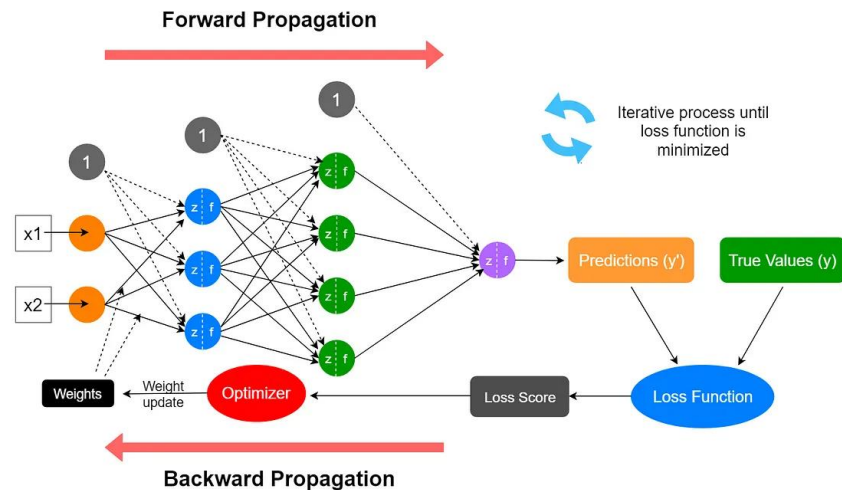 Forward Propagation
1
1
1
Iterative process until
loss function is
minimized
x1
x2
z f
z f
z f
z f
z f
z f
z f
z f
Predictions (y')
True Values (y)
Weights
Weight
update
Optimizer
Loss Score
Loss Function
Backward Propagation